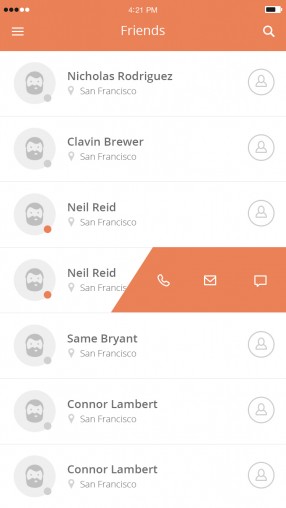 4:21 PM
Friends
Nicholas Rodriguez
San Francisco
Clavin Brewer
San Francisco
Neil Reid
San Francisco
Neil Reid
San Francisc
Same Bryant
San Francisco
Connor Lambert
San Francisco
Connor Lambert
San Francisco